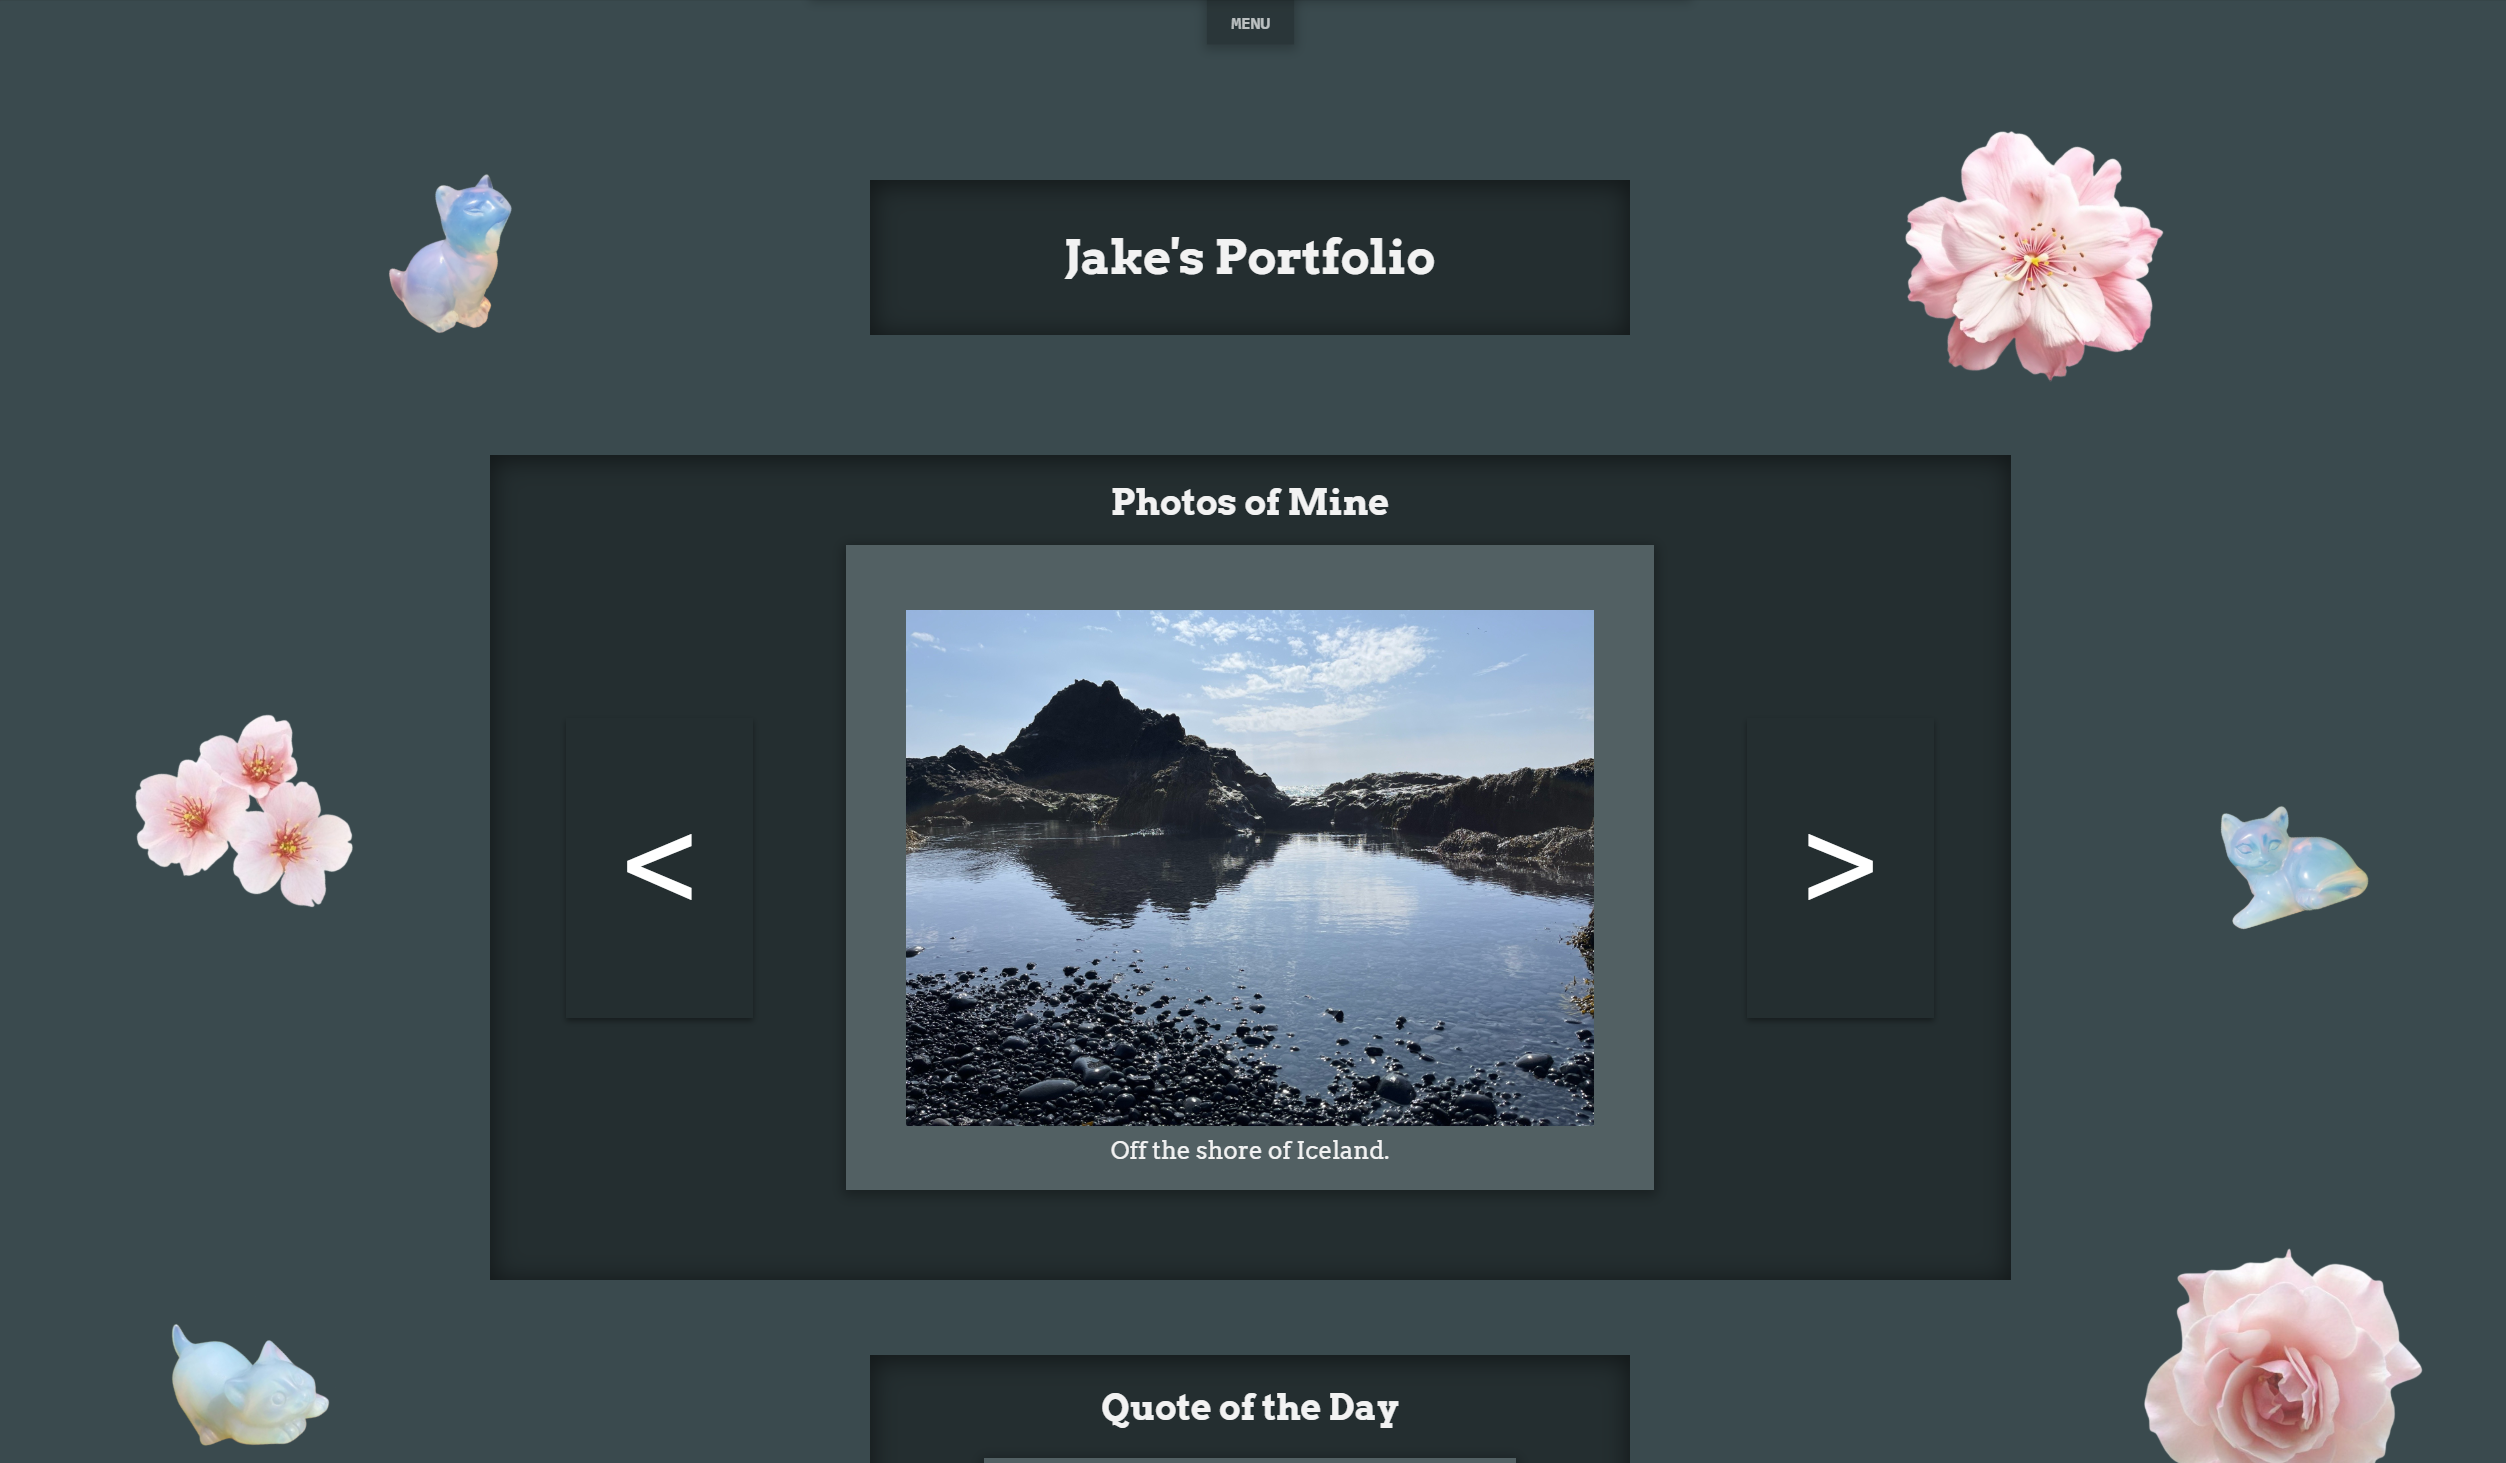 MENU
Jake's Portfolio
Photos of Mine
<
>
Off the shore of Iceland.
Quote of the Day